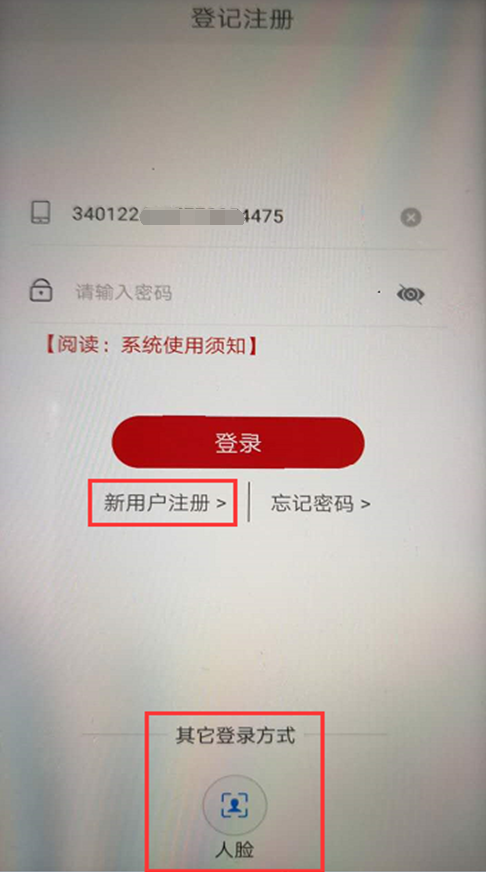 登记注册
340122 4475
请输入密码
【阅读：系统使用须知】
登录
新用户注册 > 忘记密码 >
其它登录方式
人脸